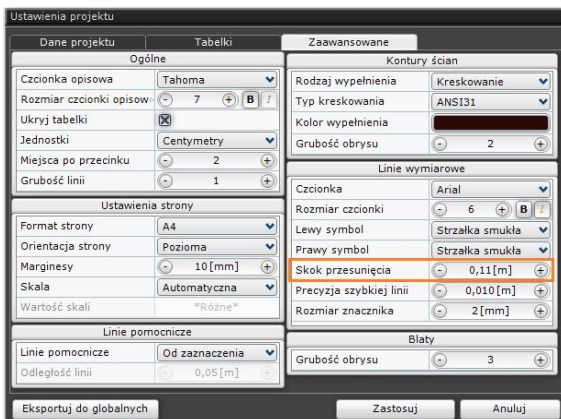 Ustawienia projektu
Dane projektu Tabelki Zaawansowane
Ogólne
Czcionka opisowa Tahoma
Rozmiar czcionki opisow 7 B I
Ukryj tabelki
Jednostki Centymetry
Miejsca po przecinku 2
Grubość linii 1
Ustawienia strony
Format strony A4
Orientacja strony Pozioma
Marginesy 10[mm]
Skala Automatyczna
Wartość skali *Różne*
Linie pomocnicze
Linie pomocnicze Od zaznaczenia
Odległość linii 0,05[m]
Kontury ścian
Rodzaj wypełnienia Kreskowanie
Typ kreskowania ANSI31
Kolor wypełnienia
Grubość obrysu 2
Linie wymiarowe
Czcionka Arial
Rozmiar czcionki 6 B I
Lewy symbol Strzałka smukła
Prawy symbol Strzałka smukła
Skok przesunięcia 0,11[m]
Precyzja szybkiej linii 0,010[m]
Rozmiar znacznika 2[mm]
Blaty
Grubość obrysu 3
Eksportuj do globalnych Zastosuj Anuluj